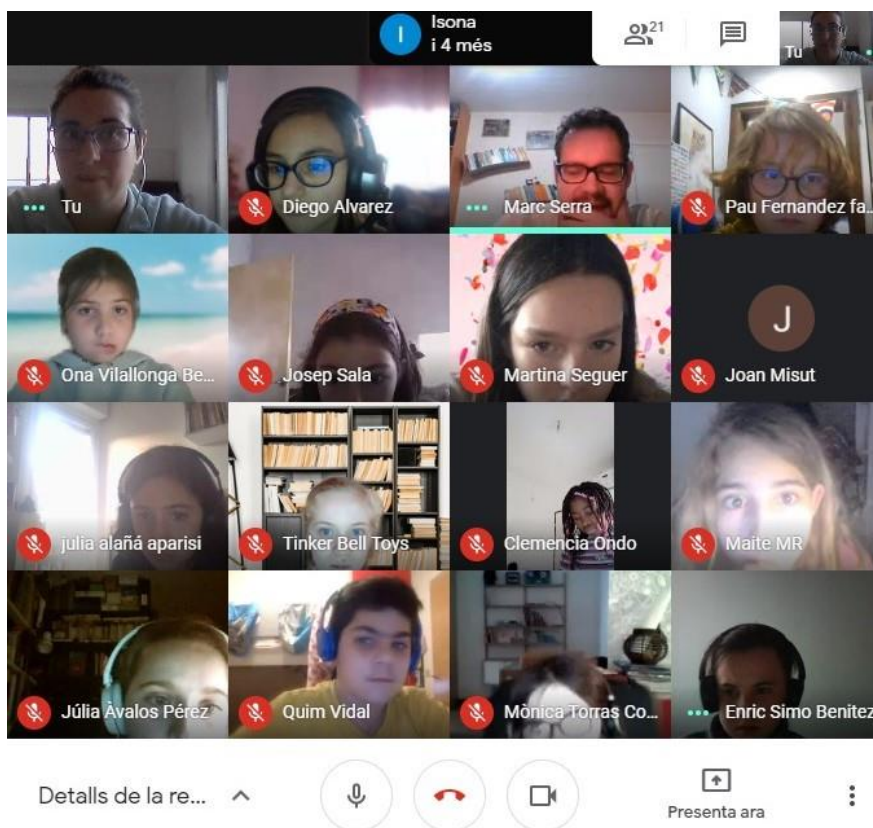 Isona
i 4 més
I
21
Tu
Tu
Diego Alvarez
Marc Serra
Pau Fernandez fa...
Ona Vilallonga Be...
Josep Sala
Martina Seguer
J
Joan Misut
júlia alañá aparisi
Tinker Bell Toys
Clemencia Ondo
Maite MR
Júlia Àvalos Pérez
Quim Vidal
Mònica Torras Co...
Enric Simo Benitez
Detalls de la re...
Presenta ara